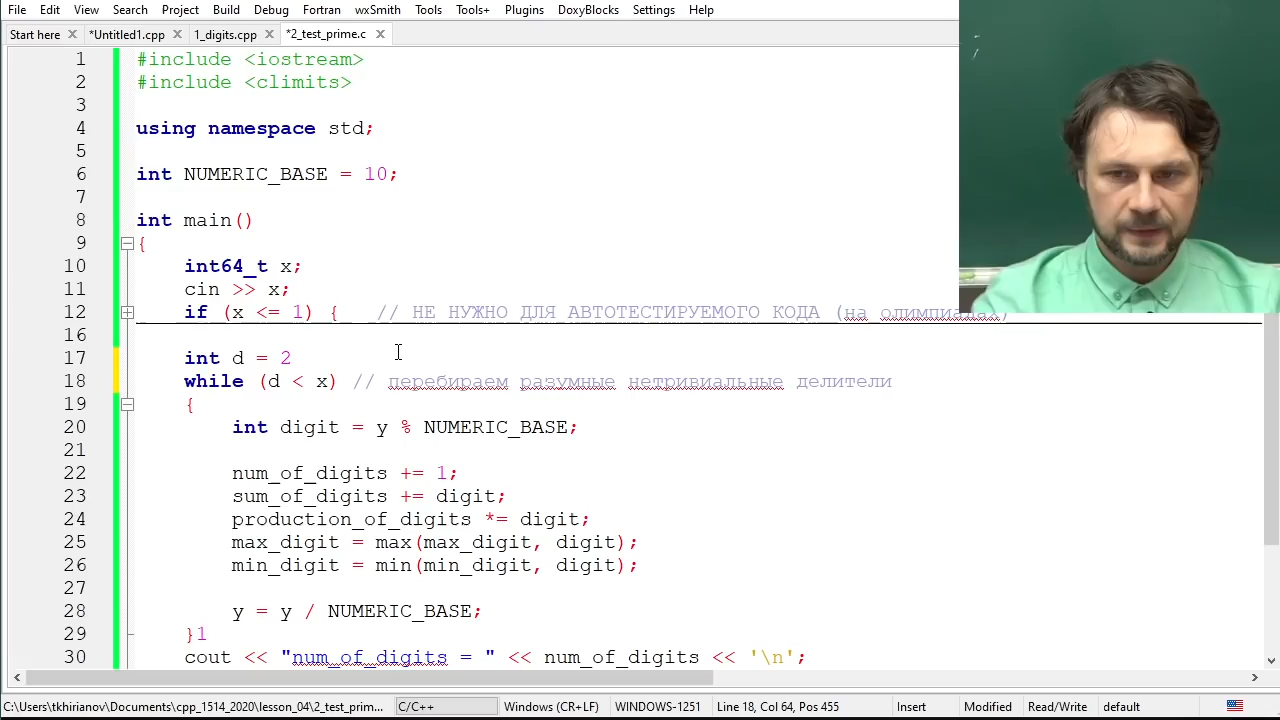 File Edit View Search Project Build Debug Fortran wxSmith Tools Tools+ Plugins DoxyBlocks Settings Help
Start here *Untitled1.cpp 1_digits.cpp *2_test_prime.c
1 #include <iostream>
2 #include <climits>
3
4 using namespace std;
5
6 int NUMERIC_BASE = 10;
7
8 int main()
9 {
10 int64_t x;
11 cin >> x;
12 if (x <= 1) { // НЕ НУЖНО ДЛЯ АВТОТЕСТИРУЕМОГО КОДА (на олимпиадах)
16
17 int d = 2
18 while (d < x) // перебираем разумные нетривиальные делители
19 {
20 int digit = y % NUMERIC_BASE;
21
22 num_of_digits += 1;
23 sum_of_digits += digit;
24 production_of_digits *= digit;
25 max_digit = max(max_digit, digit);
26 min_digit = min(min_digit, digit);
27
28 y = y / NUMERIC_BASE;
29 }1
30 cout << "num_of_digits = " << num_of_digits << '\n';
C:\Users\tkhirianov\Documents\cpp_1514_2020\lesson_04\2_test_prim... C/C++ Windows (CR+LF) WINDOWS-1251 Line 18, Col 64, Pos 455 Insert Modified Read/Write default